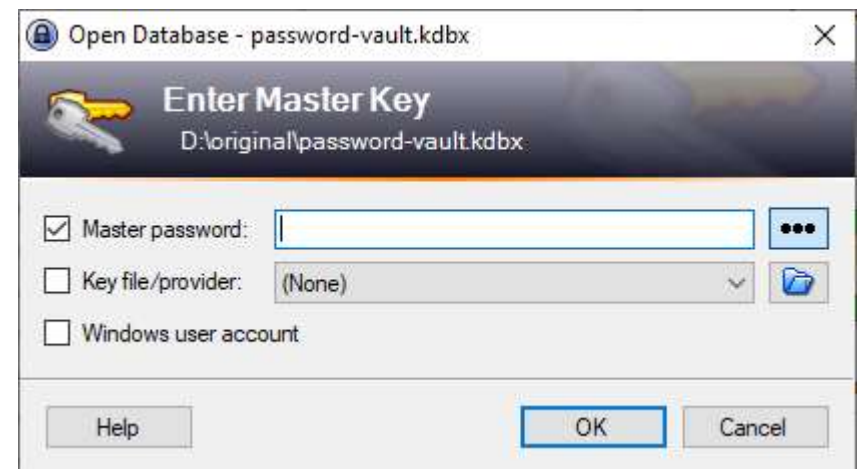 Open Database - password-vault.kdbx
Enter Master Key
D:\original\password-vault.kdbx
Master password:
Key file/provider: (None)
Windows user account
Help OK Cancel